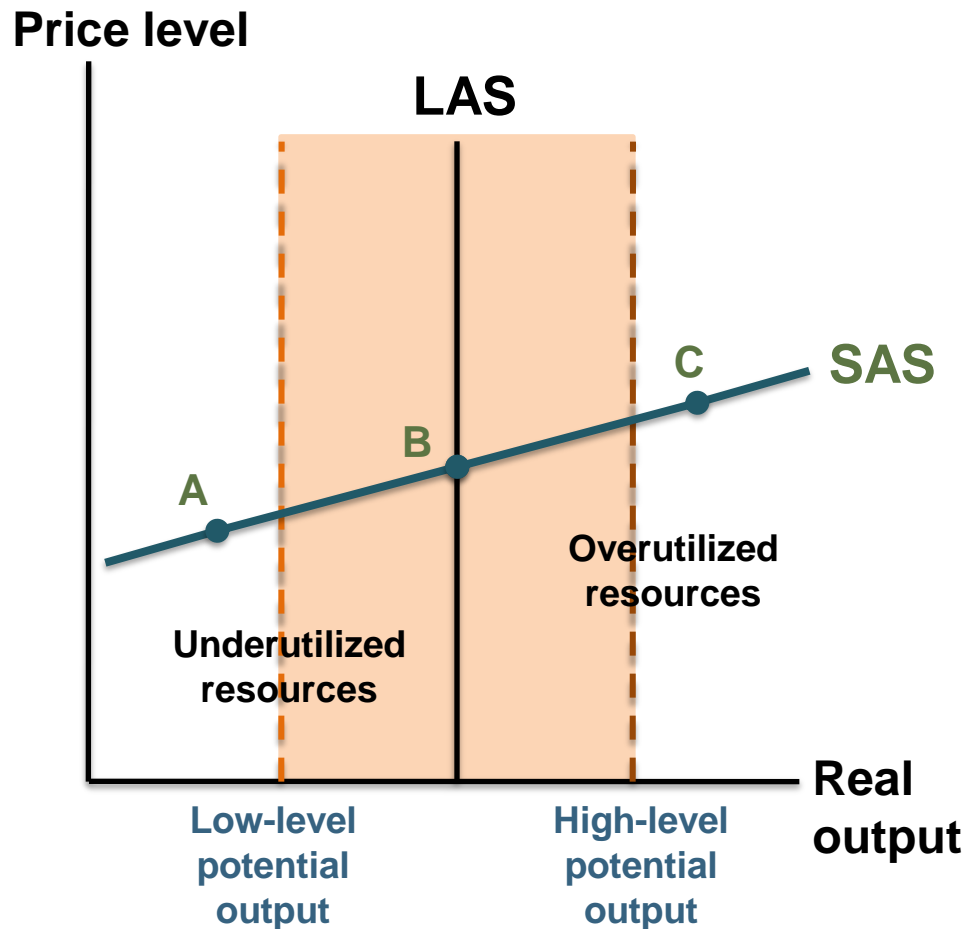 Price level
LAS
SAS
C
B
A
Overutilized
resources
Underutilized
resources
Real
output
Low-level
potential
output
High-level
potential
output